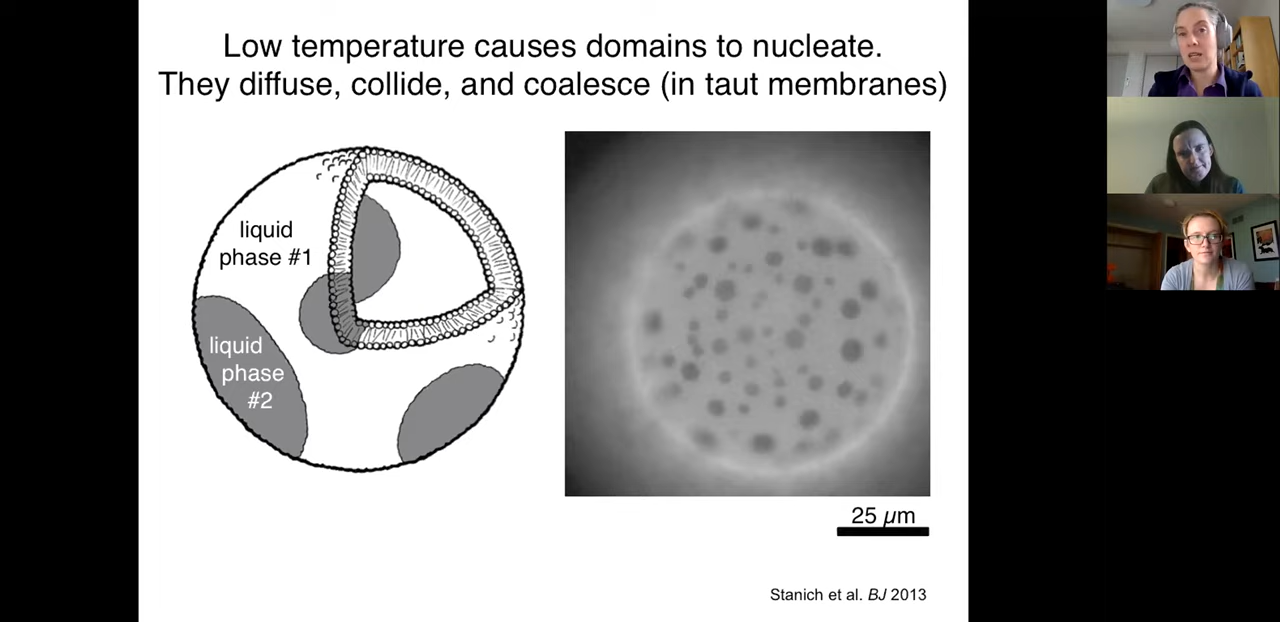 Low temperature causes domains to nucleate.
They diffuse, collide, and coalesce (in taut membranes)
liquid
phase #1
liquid
phase
#2
25 µm
Stanich et al. BJ 2013